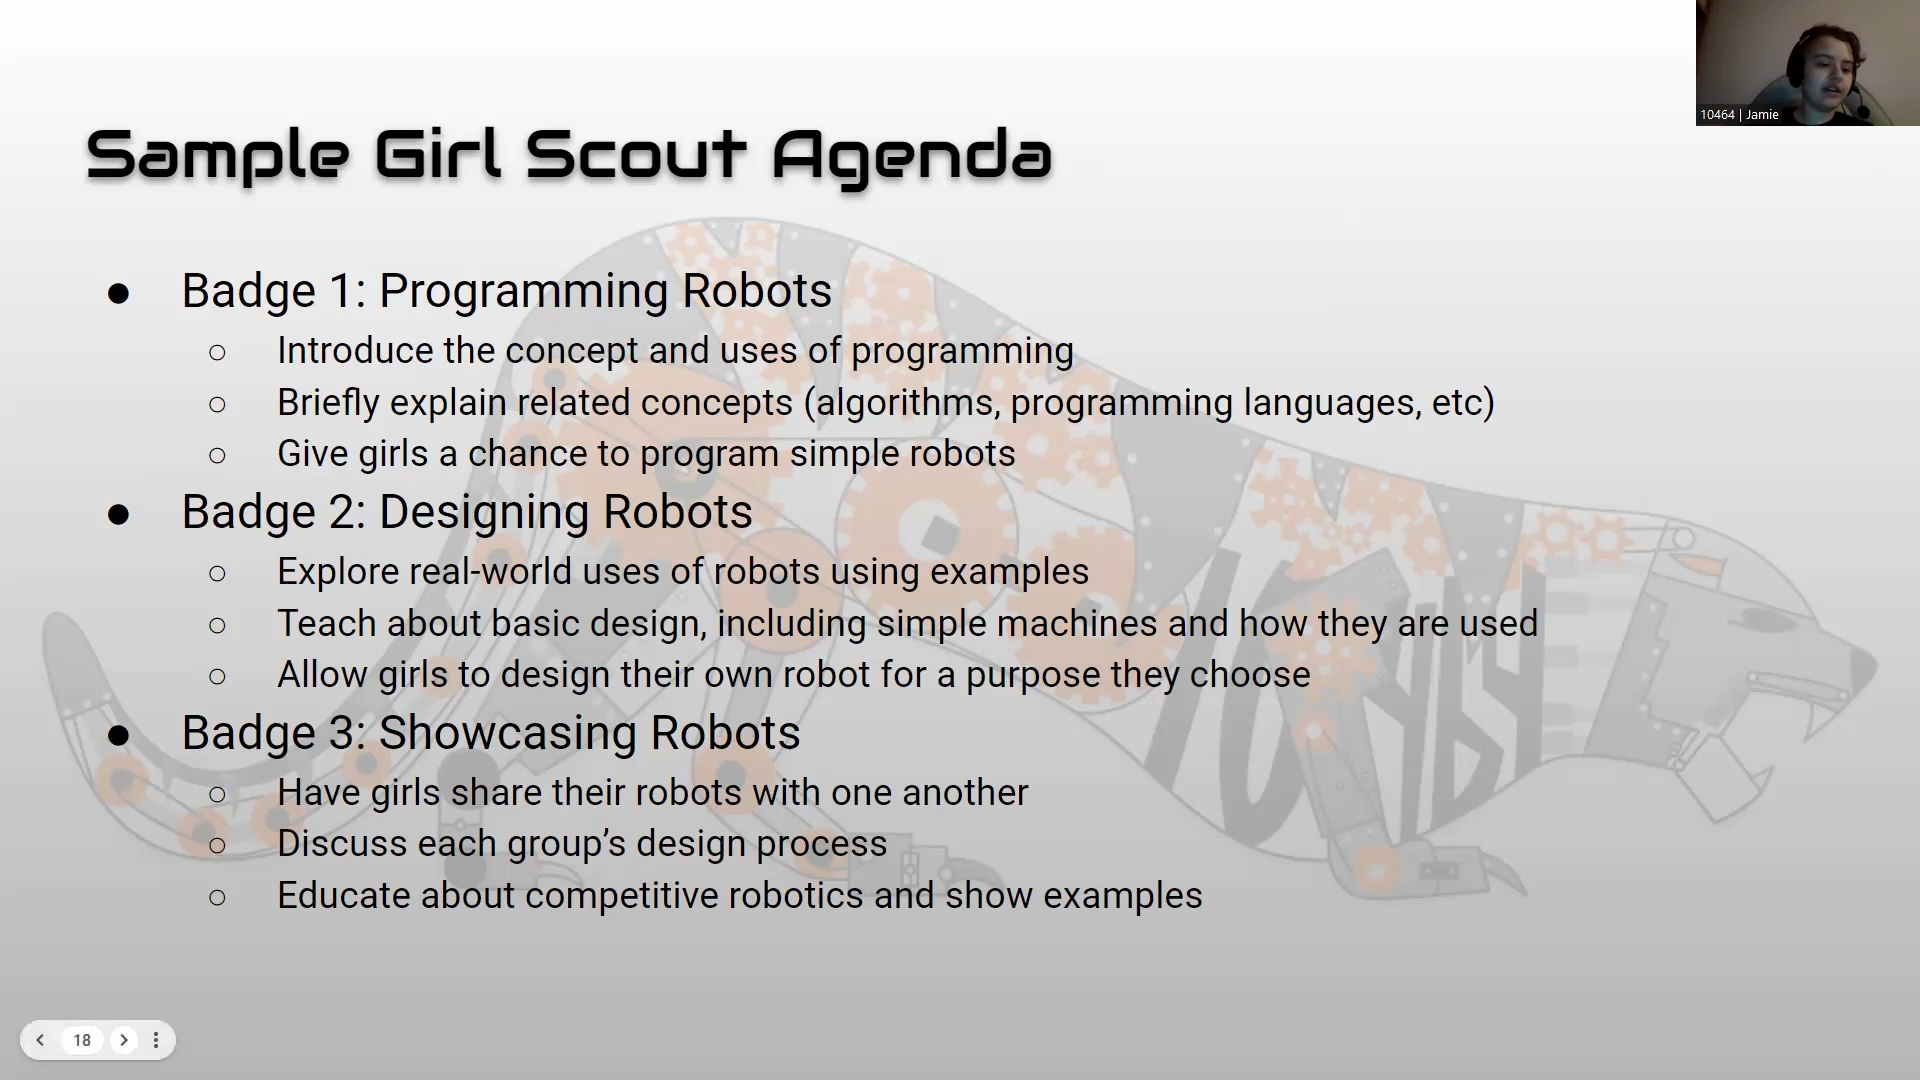 10464 | Jamie
Sample Girl Scout Agenda
● Badge 1: Programming Robots
○ Introduce the concept and uses of programming
○ Briefly explain related concepts (algorithms, programming languages, etc)
○ Give girls a chance to program simple robots
● Badge 2: Designing Robots
○ Explore real-world uses of robots using examples
○ Teach about basic design, including simple machines and how they are used
○ Allow girls to design their own robot for a purpose they choose
● Badge 3: Showcasing Robots
○ Have girls share their robots with one another
○ Discuss each group’s design process
○ Educate about competitive robotics and show examples
18